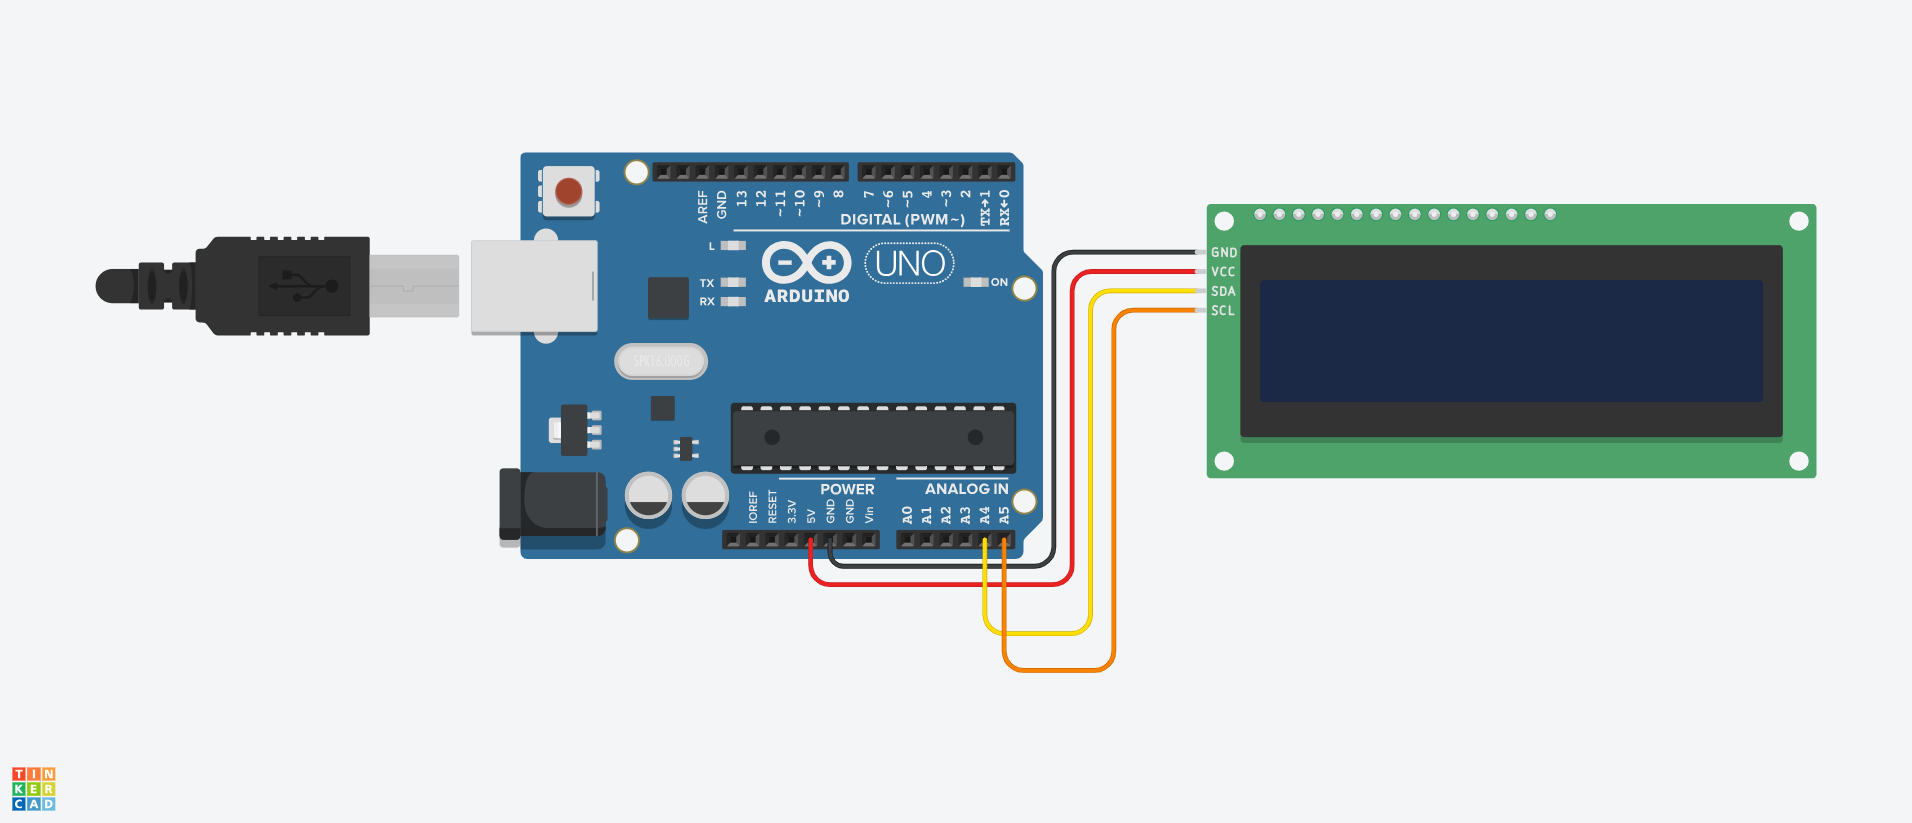 AREF
GND
13
12
~11
~10
~9
8
7
~6
~5
4
~3
2
TX→1
RX←0
DIGITAL (PWM~)
L
TX
RX
ARDUINO
UNO
ON
SPK16.000G
POWER
ANALOG IN
IOREF
RESET
3.3V
5V
GND
GND
Vin
A0
A1
A2
A3
A4
A5
GND
VCC
SDA
SCL
TIN
KER
CAD